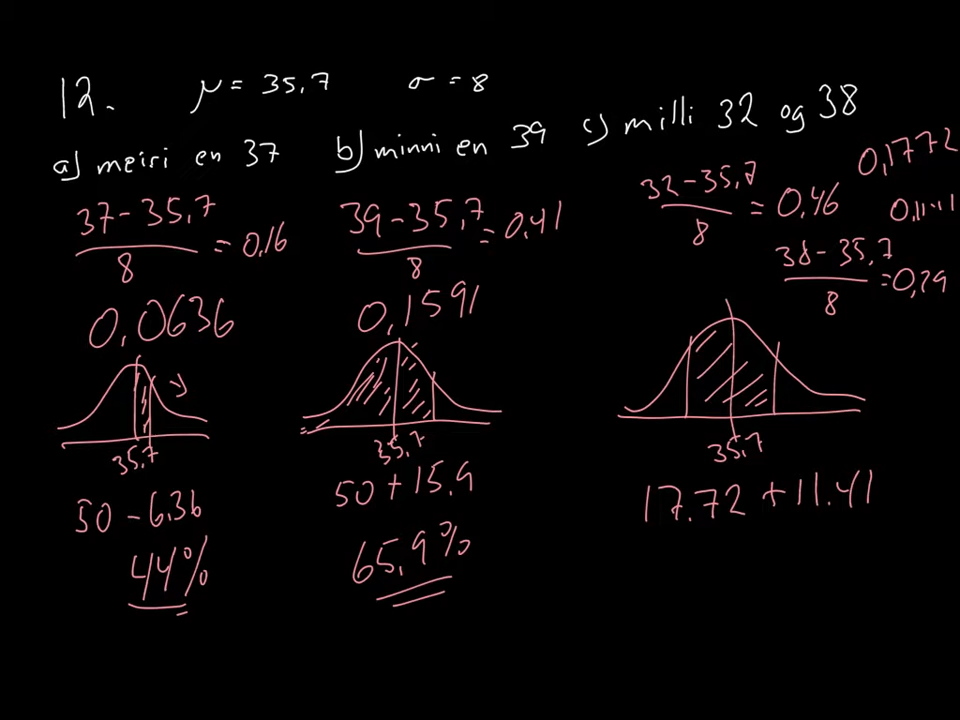 12. μ = 35,7 σ = 8
a) meiri en 37
37 - 35,7 / 8 = 0,16
0,0636
35,7
50 - 6.36
44%
b) minni en 39
39 - 35,7 / 8 = 0,41
0,1591
35,7
50 + 15.9
65,9%
c) milli 32 og 38
32 - 35,7 / 8 = 0,46
0,1772
0,1141
38 - 35,7 / 8 = 0,29
35,7
17.72 + 11.41